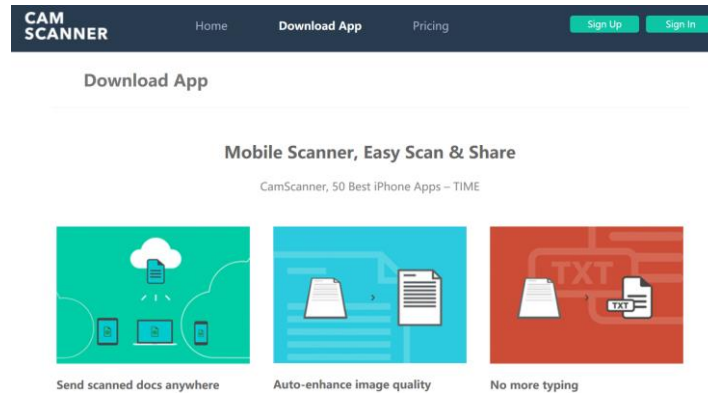 CAM
SCANNER
Home
Download App
Pricing
Sign Up
Sign In
Download App
Mobile Scanner, Easy Scan & Share
CamScanner, 50 Best iPhone Apps – TIME
TXT
TXT
Send scanned docs anywhere
Auto-enhance image quality
No more typing